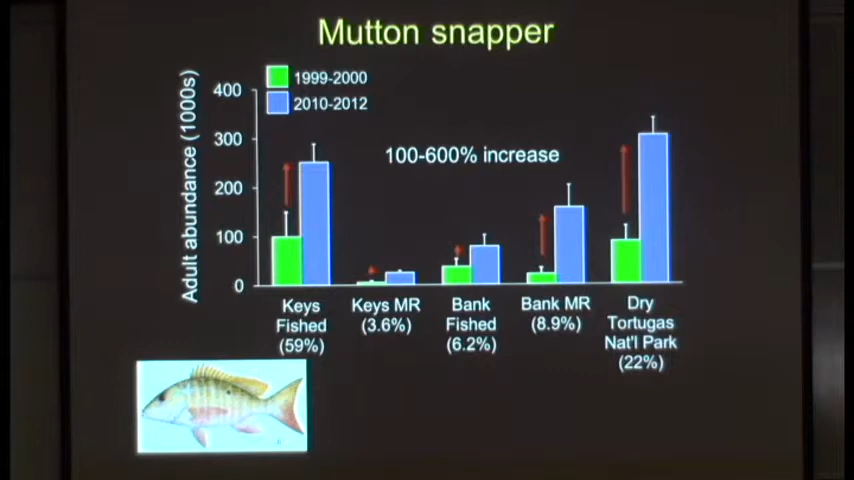 Mutton snapper
1999-2000
2010-2012
Adult abundance (1000s)
400
300
200
100
0
100-600% increase
Keys
Fished
(59%)
Keys MR
(3.6%)
Bank
Fished
(6.2%)
Bank MR
(8.9%)
Dry
Tortugas
Nat'l Park
(22%)